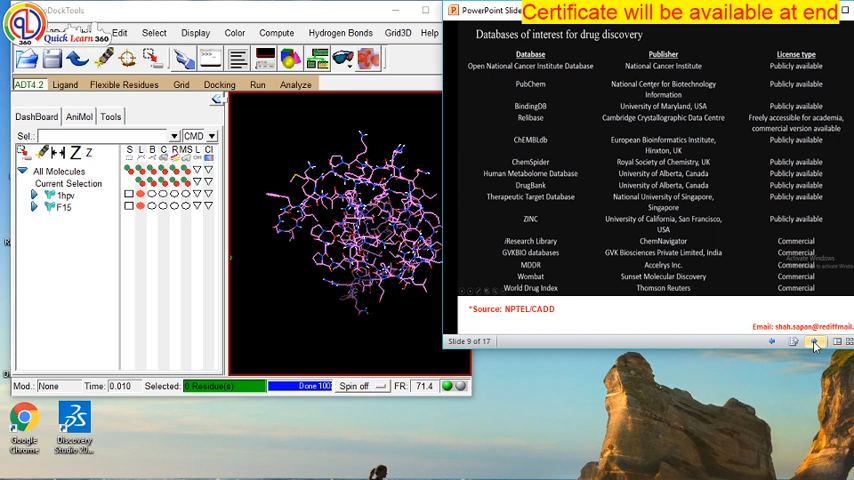 Certificate will be available at end
360
Quick Learn 360
DockTools
PowerPoint Slide
Edit Select Display Color Compute Hydrogen Bonds Grid3D Help
ADT4.2 Ligand Flexible Residues Grid Docking Run Analyze
DashBoard AniMol Tools
Sel.: CMD
S L B C R MS L Cl
All Molecules
Current Selection
1hpv
F15
Mod.: None Time: 0.010 Selected: 0 Residue(s) Done 100 Spin off FR: 71.4
Databases of interest for drug discovery
Database Publisher License type
Open National Cancer Institute Database National Cancer Institute Publicly available
PubChem National Center for Biotechnology Information Publicly available
BindingDB University of Maryland, USA Publicly available
Relibase Cambridge Crystallographic Data Centre Freely accessible for academia, commercial version available
ChEMBLdb European Bioinformatics Institute, Hinxton, UK Publicly available
ChemSpider Royal Society of Chemistry, UK Publicly available
Human Metabolome Database University of Alberta, Canada Publicly available
DrugBank University of Alberta, Canada Publicly available
Therapeutic Target Database National University of Singapore, Singapore Publicly available
ZINC University of California, San Francisco, USA Publicly available
iResearch Library ChemNavigator Commercial
GVKBIO databases GVK Biosciences Private Limited, India Commercial
MDDR Accelrys Inc. Commercial
Wombat Sunset Molecular Discovery Commercial
World Drug Index Thomson Reuters Commercial
Activate Windows
*Source: NPTEL/CADD
Email: shah.sapan@rediffmail.
Slide 9 of 17
Google
Chrome
Discovery
Studio 20...